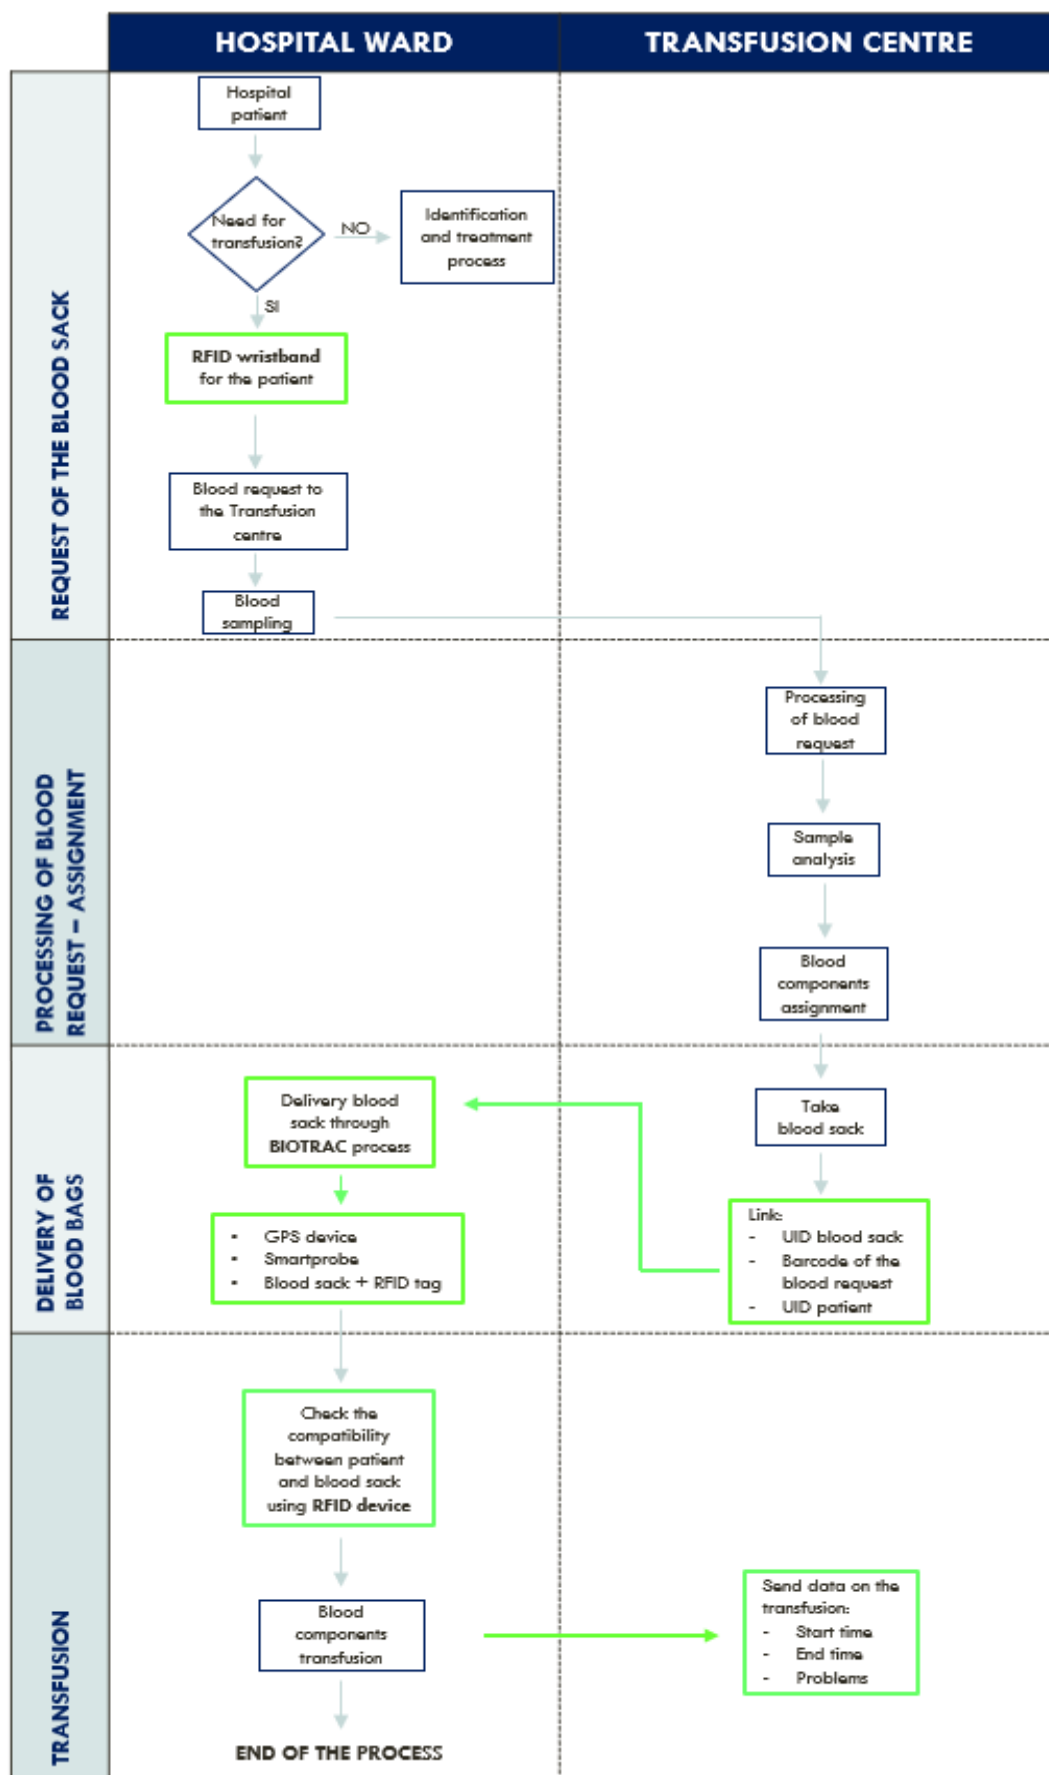 HOSPITAL WARD
TRANSFUSION CENTRE
REQUEST OF THE BLOOD SACK
Hospital
patient
Need for
transfusion?
NO
Identification
and treatment
process
SI
RFID wristband
for the patient
Blood request to
the Transfusion
centre
Blood
sampling
PROCESSING OF BLOOD
REQUEST – ASSIGNMENT
Processing
of blood
request
Sample
analysis
Blood
components
assignment
DELIVERY OF
BLOOD BAGS
Take
blood sack
Link:
- UID blood sack
- Barcode of the
blood request
- UID patient
Delivery blood
sack through
BIOTRAC process
• GPS device
• Smartprobe
• Blood sack + RFID tag
TRANSFUSION
Check the
compatibility
between patient
and blood sack
using RFID device
Blood
components
transfusion
Send data on the
transfusion:
- Start time
- End time
- Problems
END OF THE PROCESS